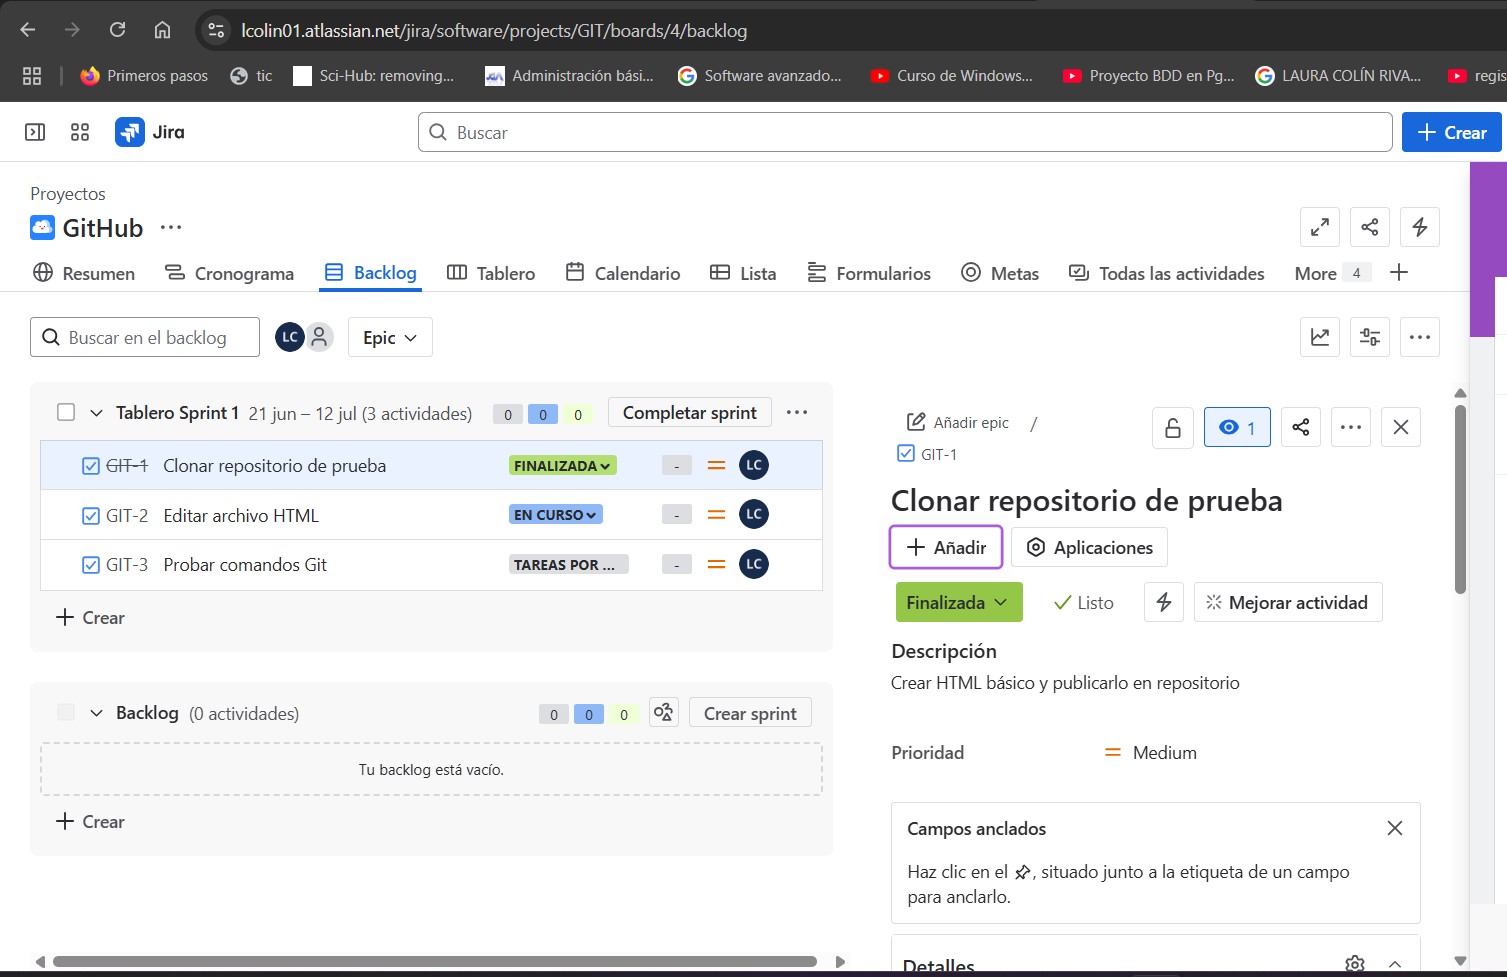 lcolin01.atlassian.net/jira/software/projects/GIT/boards/4/backlog
Primeros pasos
tic
Sci-Hub: removing...
Administración bási...
Software avanzado...
Curso de Windows...
Proyecto BDD en Pg...
LAURA COLÍN RIVA...
regis
Jira
Buscar
Crear
Proyectos
GitHub
Resumen
Cronograma
Backlog
Tablero
Calendario
Lista
Formularios
Metas
Todas las actividades
More 4
Buscar en el backlog
LC
Epic
Tablero Sprint 1 21 jun – 12 jul (3 actividades) 0 0 0 Completar sprint
GIT-1 Clonar repositorio de prueba FINALIZADA - LC
GIT-2 Editar archivo HTML EN CURSO - LC
GIT-3 Probar comandos Git TAREAS POR ... - LC
Crear
Backlog (0 actividades) 0 0 0 Crear sprint
Tu backlog está vacío.
Crear
Añadir epic /
GIT-1
1
Clonar repositorio de prueba
Añadir
Aplicaciones
Finalizada
Listo
Mejorar actividad
Descripción
Crear HTML básico y publicarlo en repositorio
Prioridad
Medium
Campos anclados
Haz clic en el , situado junto a la etiqueta de un campo
para anclarlo.
Detalles